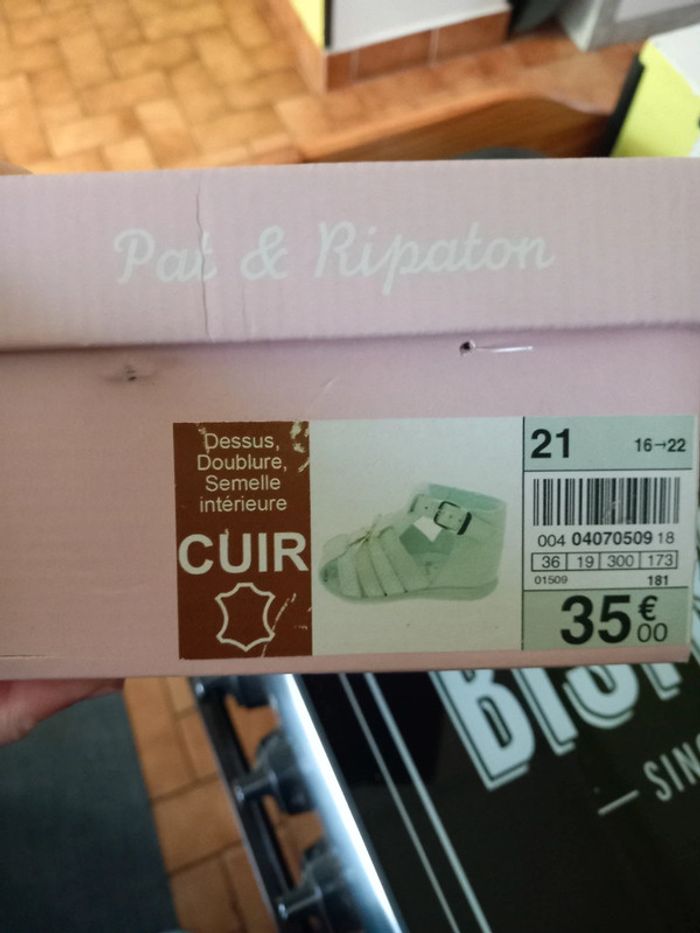 Pat & Ripaton
Dessus,
Doublure,
Semelle
intérieure
CUIR
21 16→22
004 04070509 18
36 19 300 173
01509 181
35 €
00